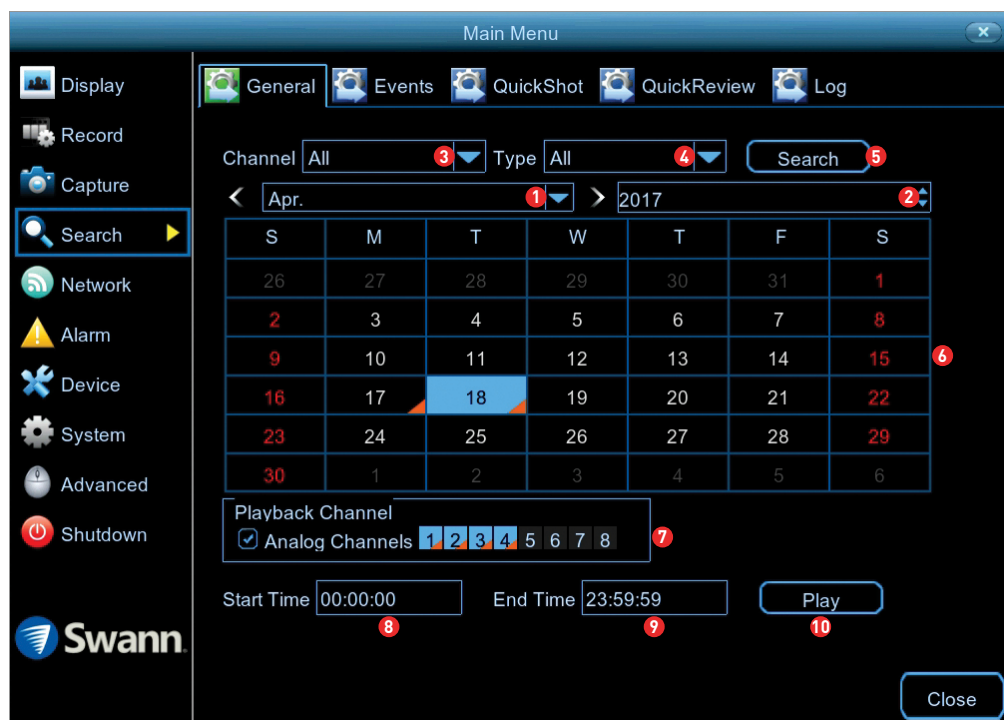 Main Menu
Display
Record
Capture
Search
Network
Alarm
Device
System
Advanced
Shutdown
Swann.
General Events QuickShot QuickReview Log
Channel All 3 Type All 4 Search 5
Apr. 1 2017 2
S M T W T F S
26 27 28 29 30 31 1
2 3 4 5 6 7 8
9 10 11 12 13 14 15 6
16 17 18 19 20 21 22
23 24 25 26 27 28 29
30 1 2 3 4 5 6
Playback Channel
Analog Channels 1 2 3 4 5 6 7 8 7
Start Time 00:00:00 End Time 23:59:59 Play
8 9 10
Close